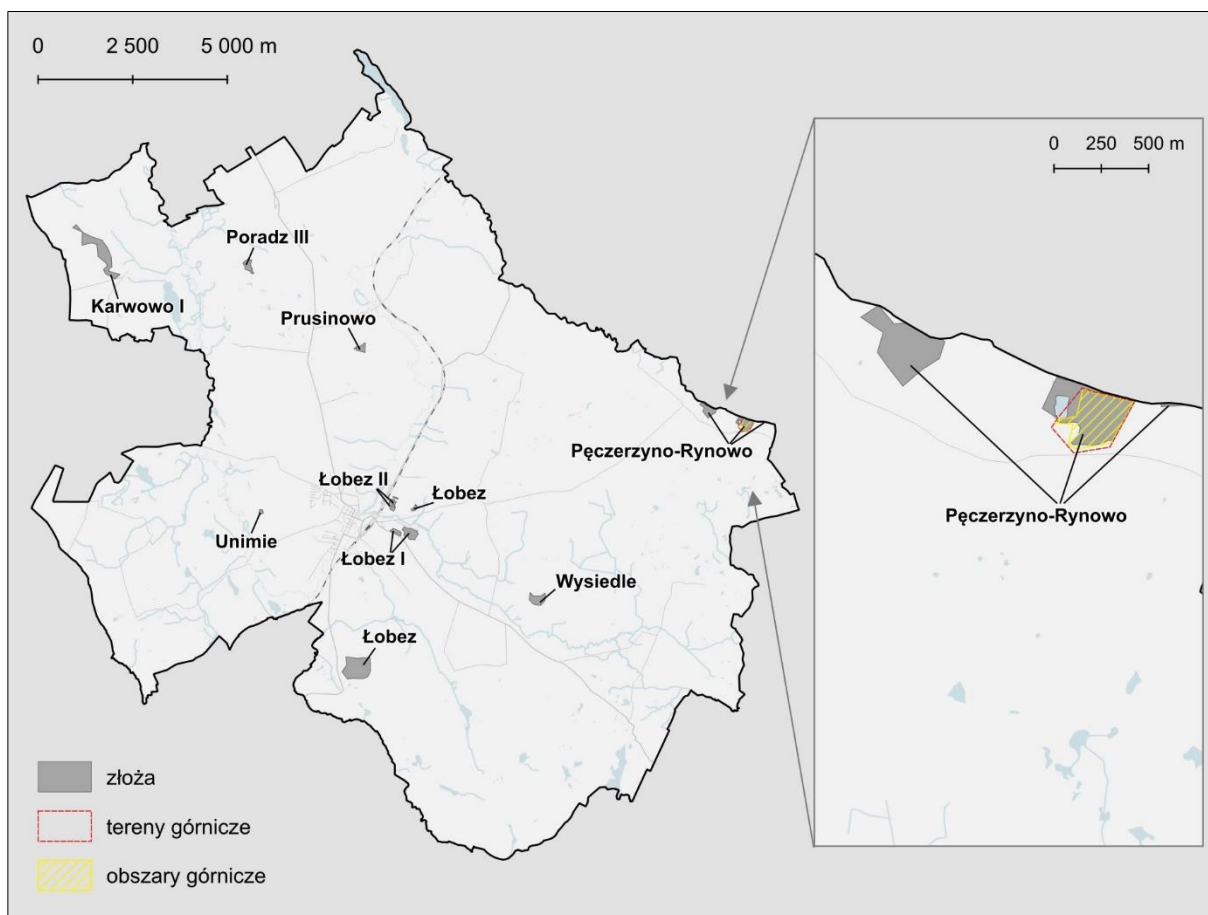 0 2 500 5 000 m
0 250 500 m
Poradz III
Karwowo I
Prusinowo
Pęczerzyno-Rynowo
Łobez II
Łobez
Unimie
Łobez I
Wysiedle
Łobez
Pęczerzyno-Rynowo
złoża
tereny górnicze
obszary górnicze